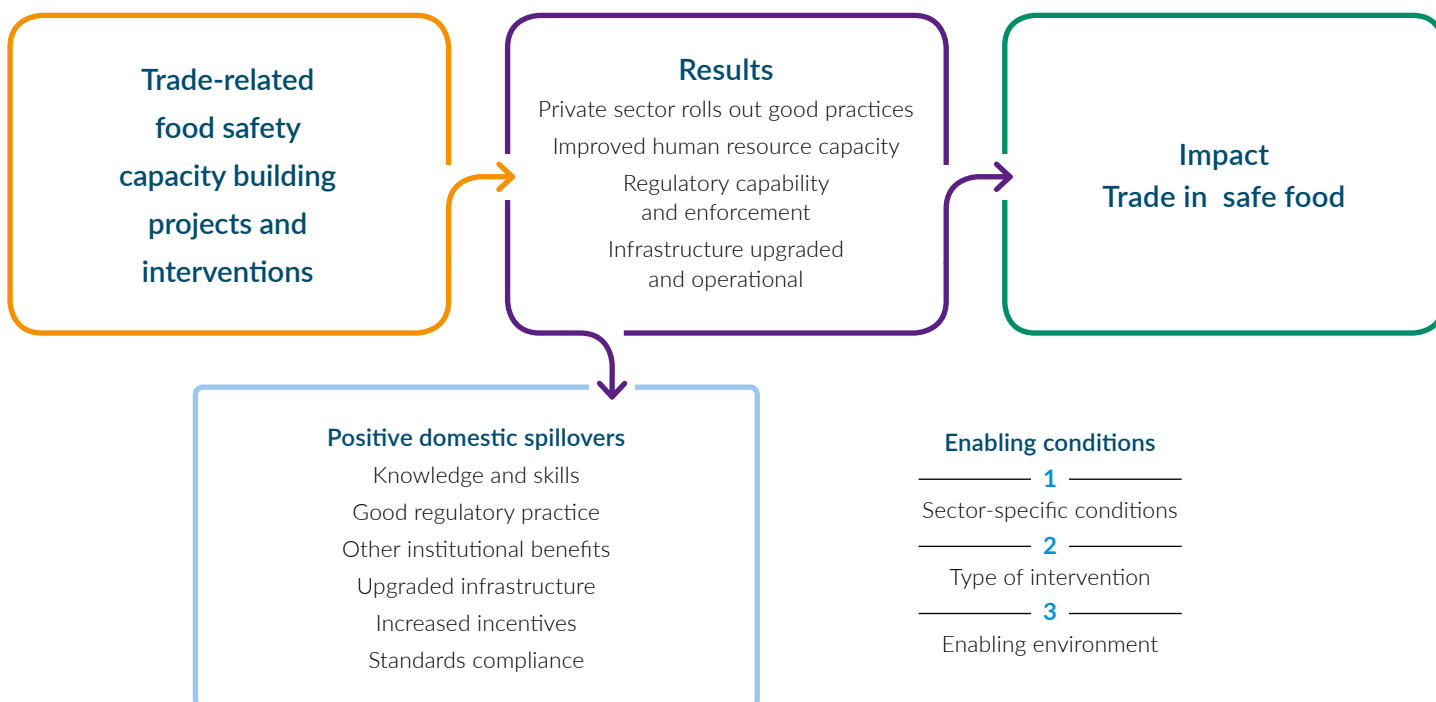 Trade-related
food safety
capacity building
projects and
interventions
Results
Private sector rolls out good practices
Improved human resource capacity
Regulatory capability
and enforcement
Infrastructure upgraded
and operational
Impact
Trade in safe food
Positive domestic spillovers
Knowledge and skills
Good regulatory practice
Other institutional benefits
Upgraded infrastructure
Increased incentives
Standards compliance
Enabling conditions
1
Sector-specific conditions
2
Type of intervention
3
Enabling environment